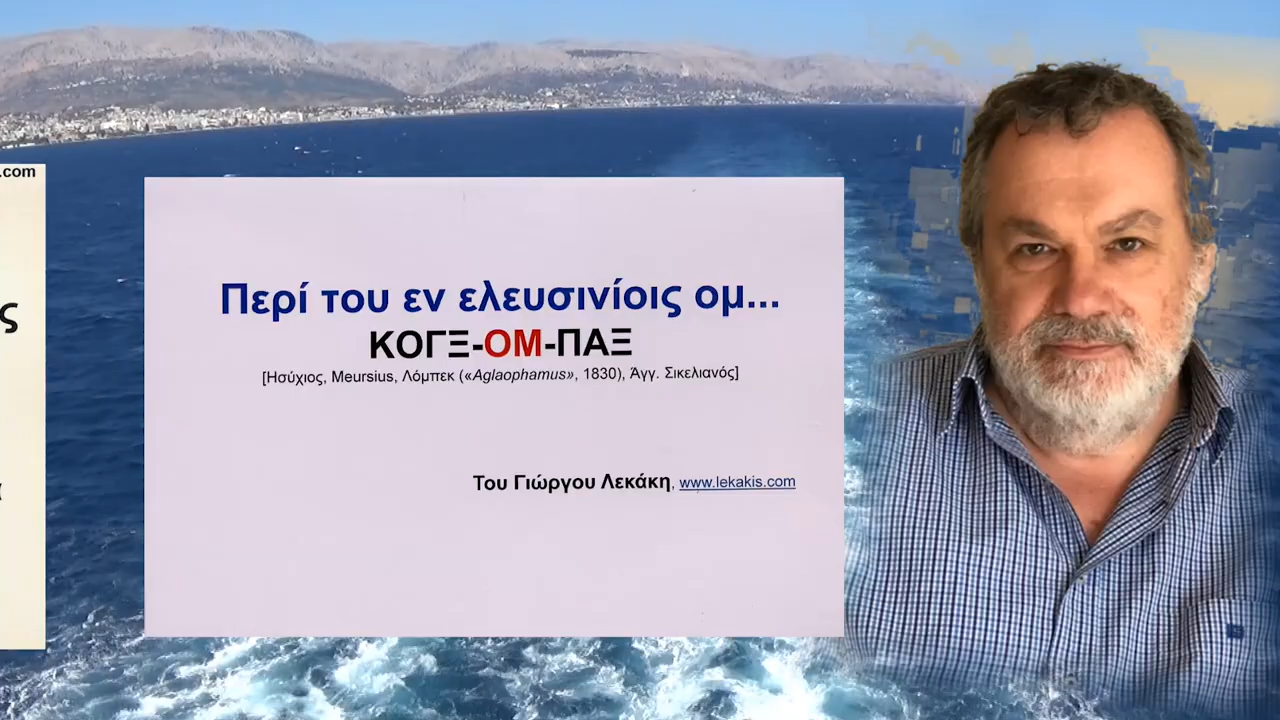 .com
ς
Περί του εν ελευσινίοις ομ...
ΚΟΓΞ-ΟΜ-ΠΑΞ
[Ησύχιος, Meursius, Λόμπεκ («Aglaophamus», 1830), Άγγ. Σικελιανός]
Του Γιώργου Λεκάκη, www.lekakis.com